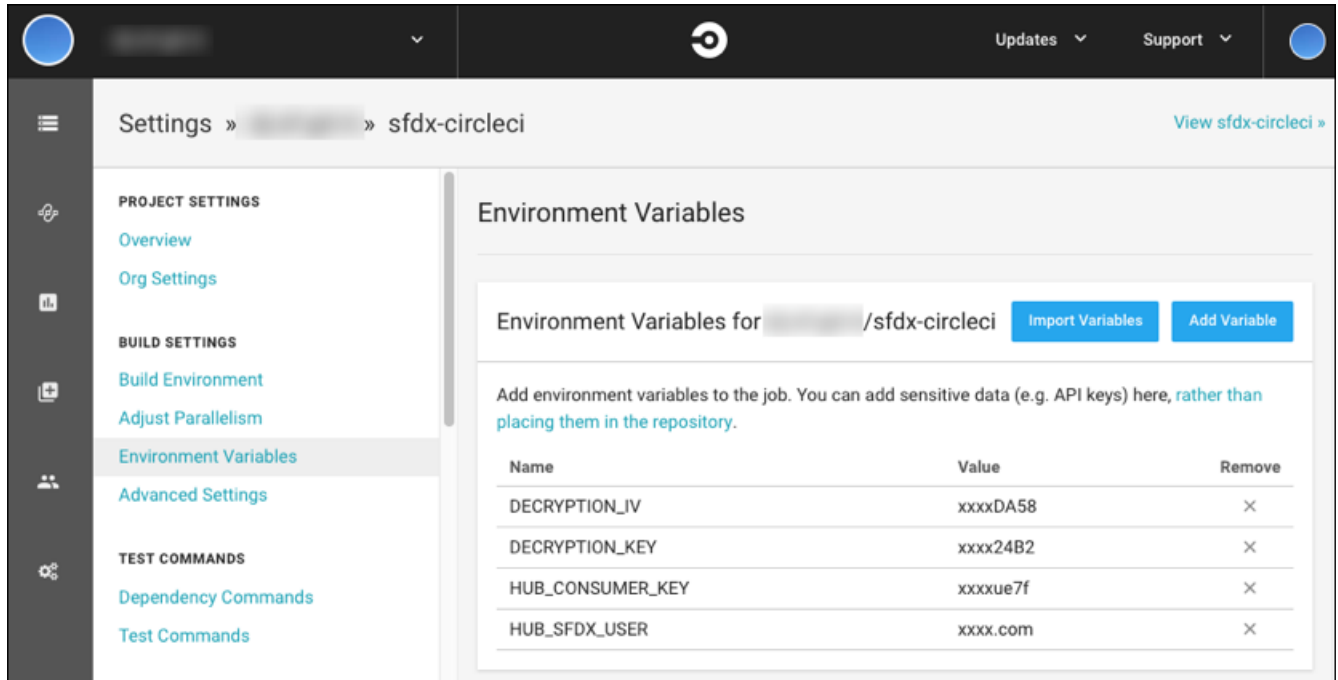 Updates
Support
Settings » » sfdx-circleci
View sfdx-circleci »
PROJECT SETTINGS
Overview
Org Settings
BUILD SETTINGS
Build Environment
Adjust Parallelism
Environment Variables
Advanced Settings
TEST COMMANDS
Dependency Commands
Test Commands
Environment Variables
Environment Variables for /sfdx-circleci
Import Variables
Add Variable
Add environment variables to the job. You can add sensitive data (e.g. API keys) here, rather than
placing them in the repository.
Name Value Remove
DECRYPTION_IV xxxxDA58 ×
DECRYPTION_KEY xxxx24B2 ×
HUB_CONSUMER_KEY xxxxue7f ×
HUB_SFDX_USER xxxx.com ×